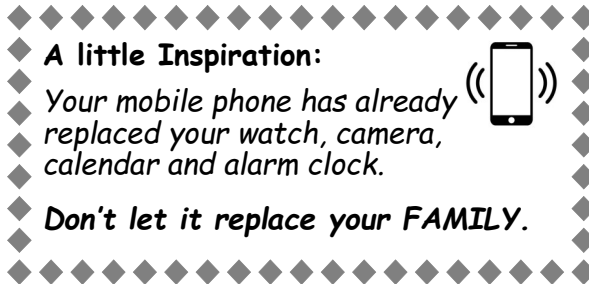 A little Inspiration:
Your mobile phone has already
replaced your watch, camera,
calendar and alarm clock.
Don't let it replace your FAMILY.